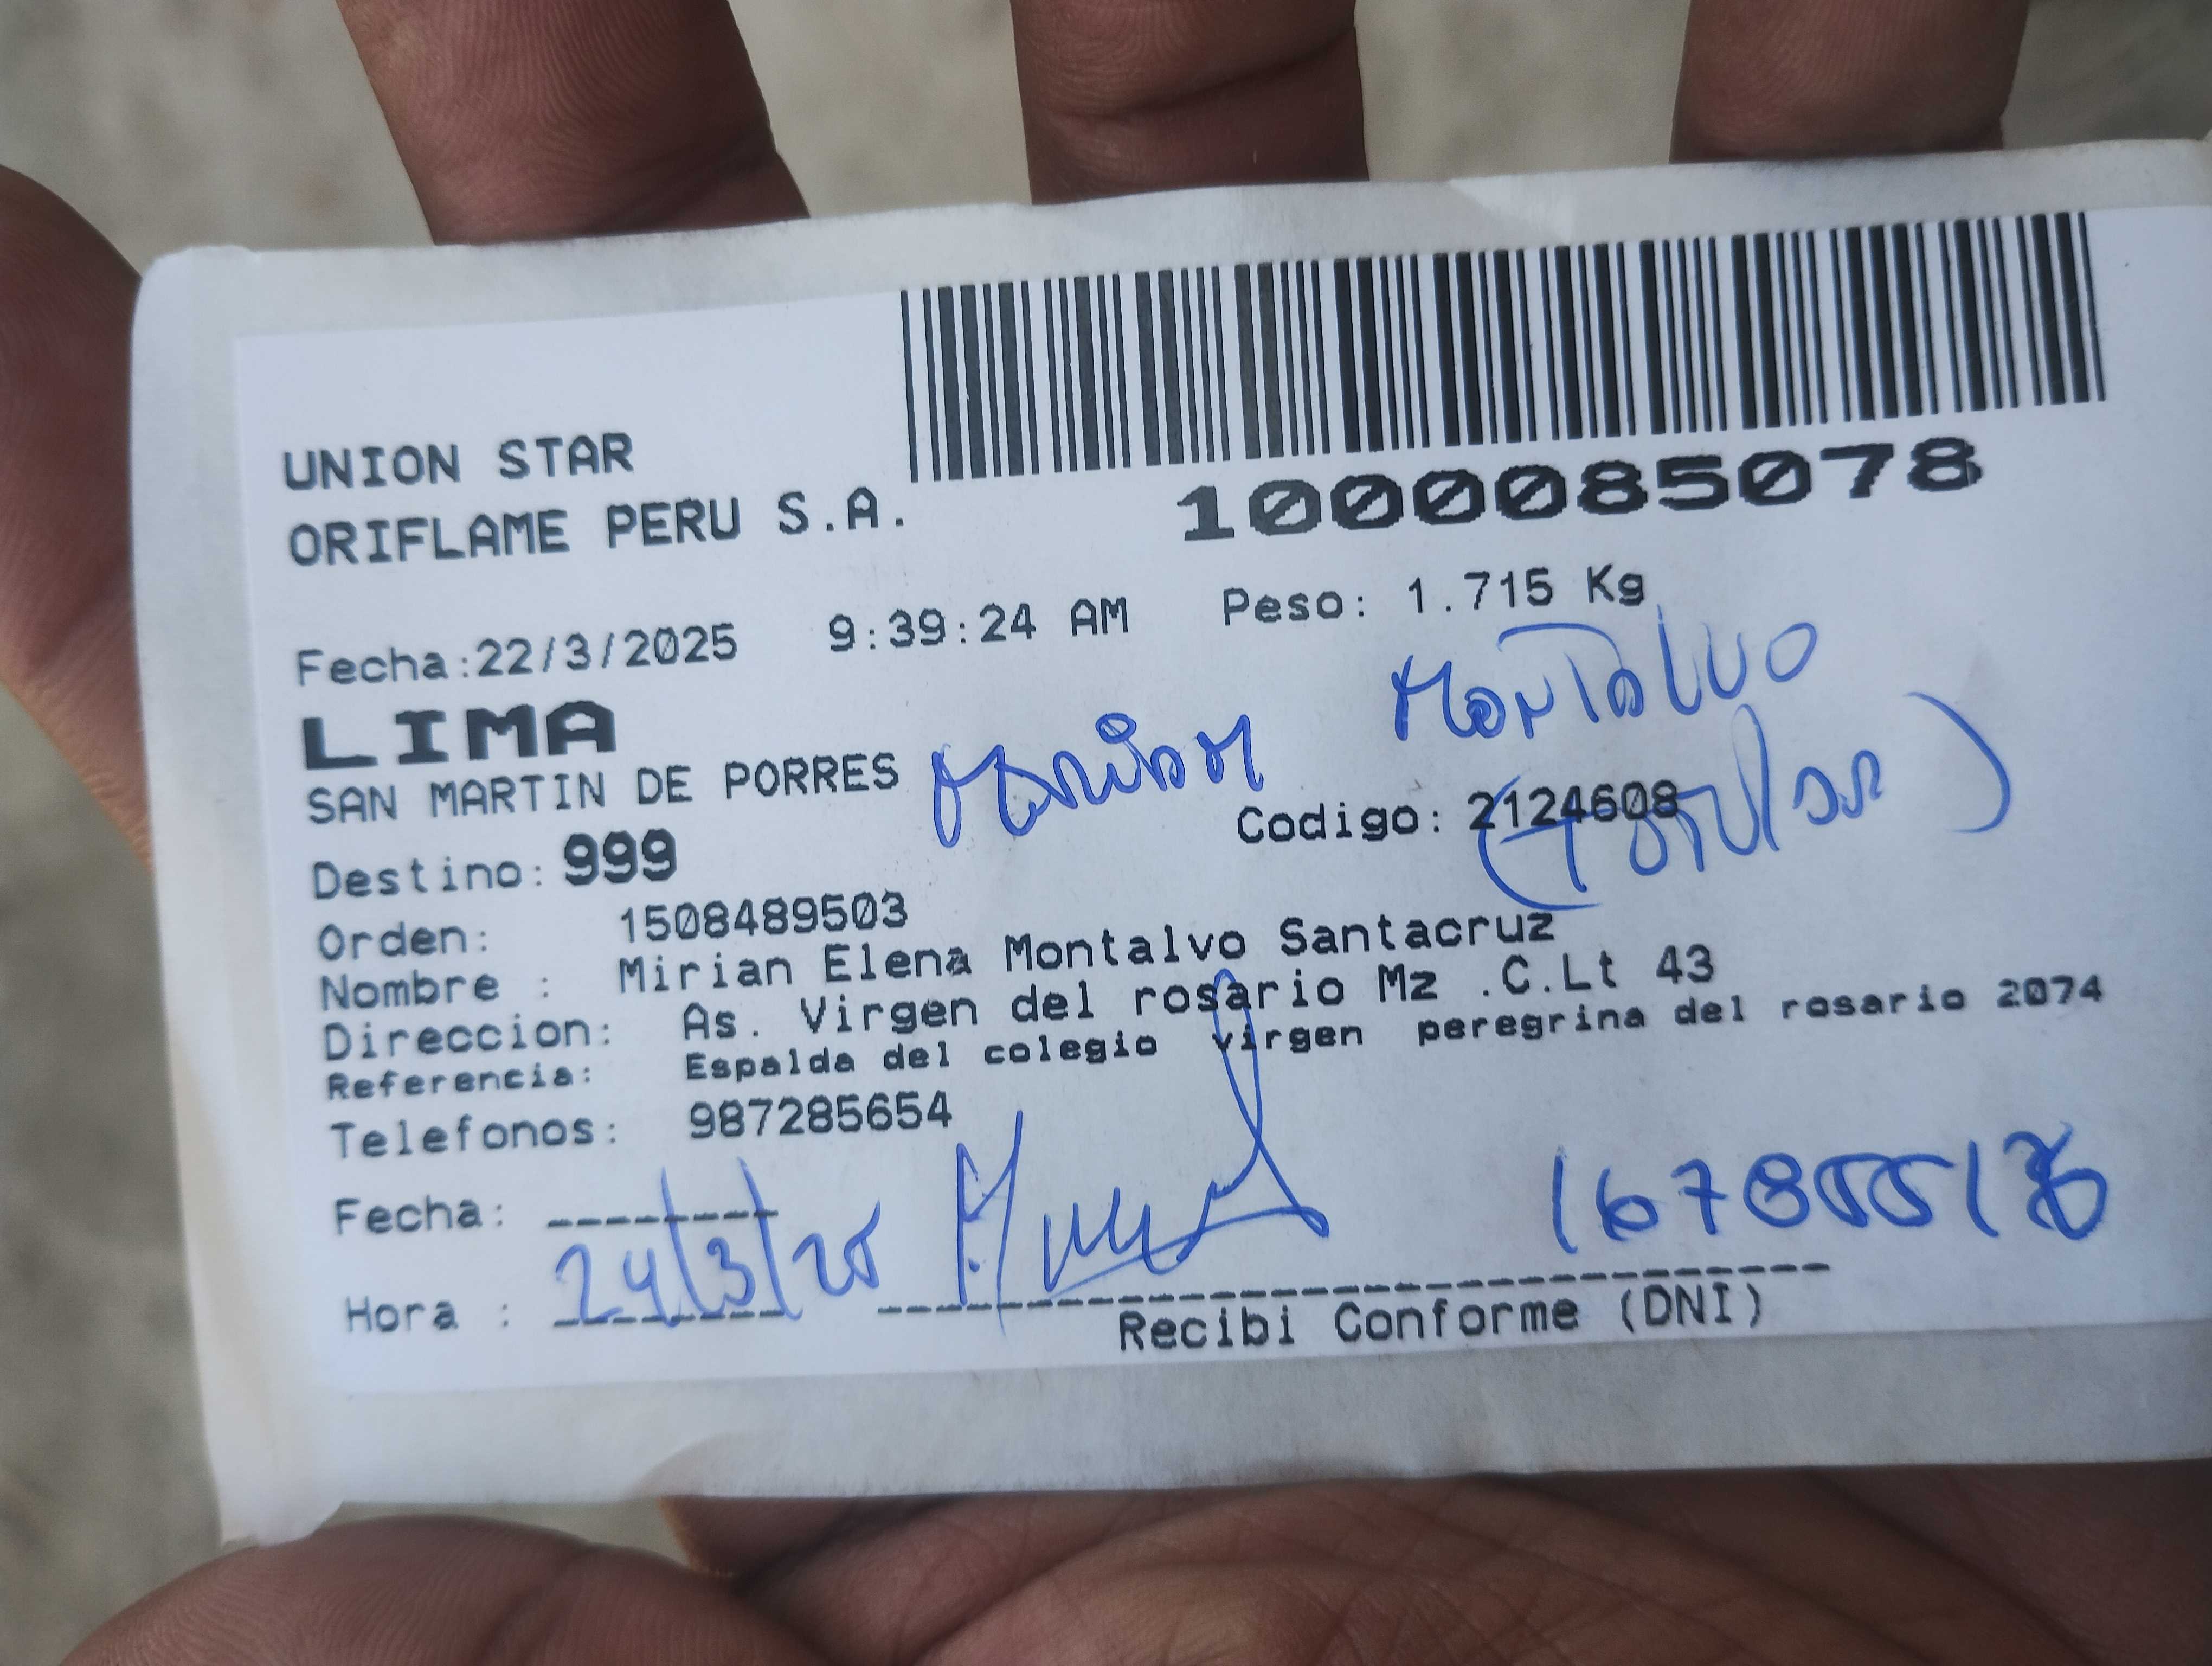 UNION STAR
ORIFLAME PERU S.A.
1000085078
Fecha:22/3/2025 9:39:24 AM Peso: 1.715 Kg
LIMA
Montalvo
SAN MARTIN DE PORRES
Codigo: 2124608
(Titular)
Destino: 999
Orden: 1508489503
Nombre : Mirian Elena Montalvo Santacruz
Direccion: As. Virgen del rosario Mz .C.Lt 43
Referencia: Espalda del colegio virgen peregrina del rosario 2074
Telefonos: 987285654
Fecha: --------
24/3/25
Hora : --------
Recibi Conforme (DNI)